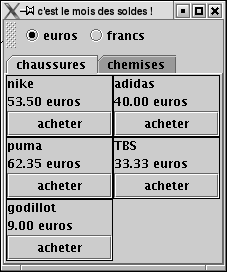 c'est le mois des soldes !
euros francs
chaussures chemises
nike adidas
53.50 euros 40.00 euros
acheter acheter
puma TBS
62.35 euros 33.33 euros
acheter acheter
godillot
9.00 euros
acheter